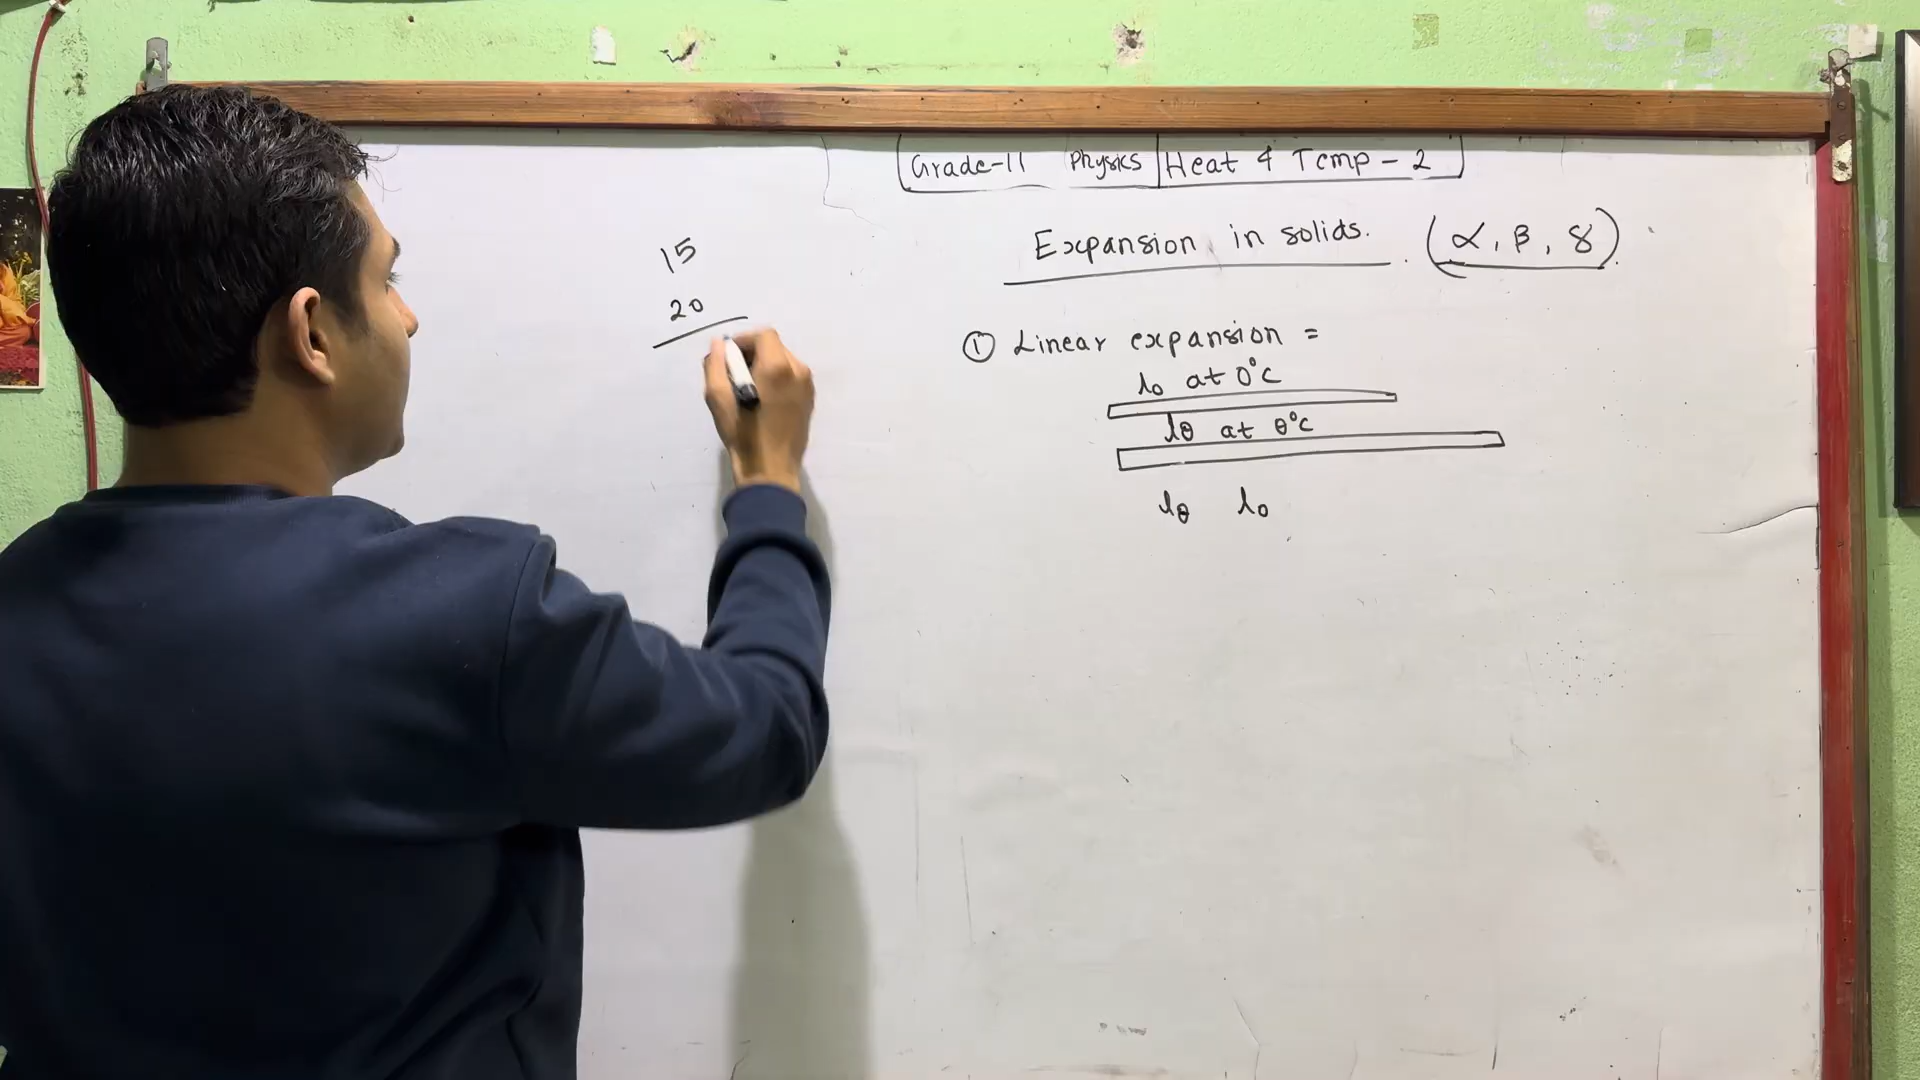 Grade-11 Physics Heat & Temp - 2
Expansion in solids. (α, β, γ)
① Linear expansion =
l₀ at 0°C
lθ at θ°C
lθ l₀
15
20